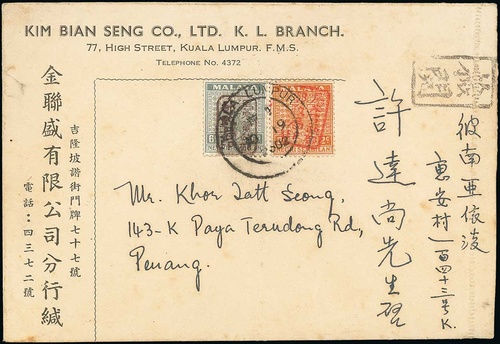 KIM BIAN SENG CO., LTD. K. L. BRANCH.
77, HIGH STREET, KUALA LUMPUR. F.M.S.
TELEPHONE NO. 4372
金聯盛有限公司分行緘
吉隆坡諧街門牌七十七號
電話：四三七二號
MALAYA
LUMPUR
Mr. Khor Tatt Seong,
143-K Paya Terudong Rd,
Penang.
彼南亞依淡
惠安村一百四十三号K.
許達尚先生